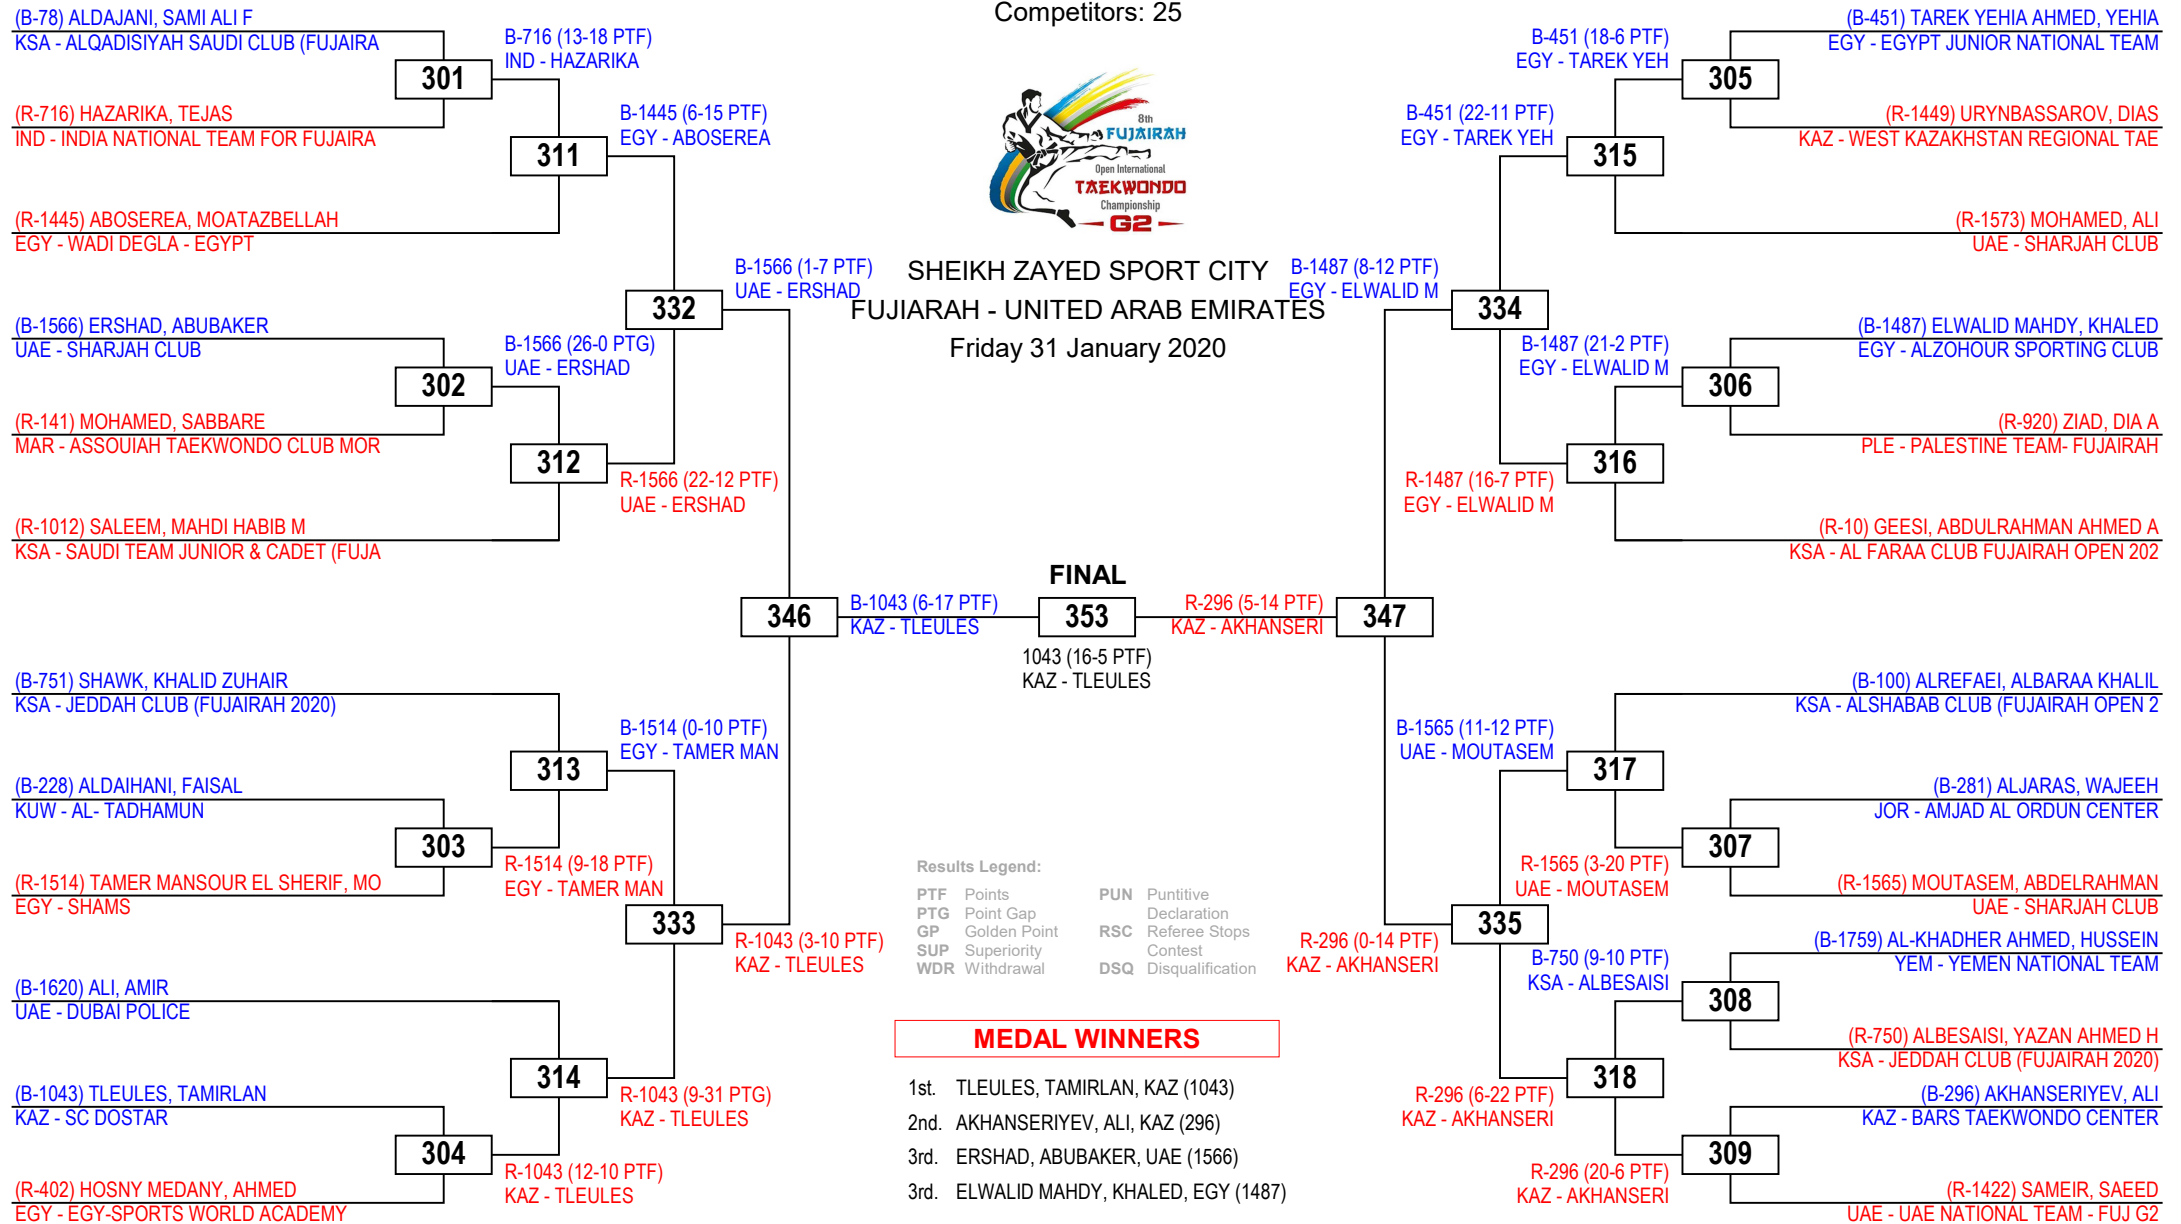 Competitors: 25
8th
FUJAIRAH
Open International
TAEKWONDO
Championship
G2
SHEIKH ZAYED SPORT CITY
FUJIARAH - UNITED ARAB EMIRATES
Friday 31 January 2020
(B-78) ALDAJANI, SAMI ALI F
KSA - ALQADISIYAH SAUDI CLUB (FUJAIRA
301
(R-716) HAZARIKA, TEJAS
IND - INDIA NATIONAL TEAM FOR FUJAIRA
B-716 (13-18 PTF)
IND - HAZARIKA
311
(R-1445) ABOSEREA, MOATAZBELLAH
EGY - WADI DEGLA - EGYPT
B-1445 (6-15 PTF)
EGY - ABOSEREA
332
B-1566 (1-7 PTF)
UAE - ERSHAD
(B-1566) ERSHAD, ABUBAKER
UAE - SHARJAH CLUB
302
(R-141) MOHAMED, SABBARE
MAR - ASSOUIAH TAEKWONDO CLUB MOR
B-1566 (26-0 PTG)
UAE - ERSHAD
312
(R-1012) SALEEM, MAHDI HABIB M
KSA - SAUDI TEAM JUNIOR & CADET (FUJA
R-1566 (22-12 PTF)
UAE - ERSHAD
346
B-1043 (6-17 PTF)
KAZ - TLEULES
FINAL
353
1043 (16-5 PTF)
KAZ - TLEULES
R-296 (5-14 PTF)
KAZ - AKHANSERI
347
(B-751) SHAWK, KHALID ZUHAIR
KSA - JEDDAH CLUB (FUJAIRAH 2020)
313
B-1514 (0-10 PTF)
EGY - TAMER MAN
(B-228) ALDAIHANI, FAISAL
KUW - AL- TADHAMUN
303
(R-1514) TAMER MANSOUR EL SHERIF, MO
EGY - SHAMS
R-1514 (9-18 PTF)
EGY - TAMER MAN
333
R-1043 (3-10 PTF)
KAZ - TLEULES
(B-1620) ALI, AMIR
UAE - DUBAI POLICE
314
R-1043 (9-31 PTG)
KAZ - TLEULES
(B-1043) TLEULES, TAMIRLAN
KAZ - SC DOSTAR
304
(R-402) HOSNY MEDANY, AHMED
EGY - EGY-SPORTS WORLD ACADEMY
R-1043 (12-10 PTF)
KAZ - TLEULES
(B-451) TAREK YEHIA AHMED, YEHIA
EGY - EGYPT JUNIOR NATIONAL TEAM
305
(R-1449) URYNBASSAROV, DIAS
KAZ - WEST KAZAKHSTAN REGIONAL TAE
B-451 (18-6 PTF)
EGY - TAREK YEH
315
(R-1573) MOHAMED, ALI
UAE - SHARJAH CLUB
B-451 (22-11 PTF)
EGY - TAREK YEH
334
B-1487 (8-12 PTF)
EGY - ELWALID M
(B-1487) ELWALID MAHDY, KHALED
EGY - ALZOHOUR SPORTING CLUB
306
(R-920) ZIAD, DIA A
PLE - PALESTINE TEAM- FUJAIRAH
B-1487 (21-2 PTF)
EGY - ELWALID M
316
(R-10) GEESI, ABDULRAHMAN AHMED A
KSA - AL FARAA CLUB FUJAIRAH OPEN 202
R-1487 (16-7 PTF)
EGY - ELWALID M
(B-100) ALREFAEI, ALBARAA KHALIL
KSA - ALSHABAB CLUB (FUJAIRAH OPEN 2
317
B-1565 (11-12 PTF)
UAE - MOUTASEM
(B-281) ALJARAS, WAJEEH
JOR - AMJAD AL ORDUN CENTER
307
(R-1565) MOUTASEM, ABDELRAHMAN
UAE - SHARJAH CLUB
R-1565 (3-20 PTF)
UAE - MOUTASEM
335
R-296 (0-14 PTF)
KAZ - AKHANSERI
(B-1759) AL-KHADHER AHMED, HUSSEIN
YEM - YEMEN NATIONAL TEAM
308
(R-750) ALBESAISI, YAZAN AHMED H
KSA - JEDDAH CLUB (FUJAIRAH 2020)
B-750 (9-10 PTF)
KSA - ALBESAISI
318
R-296 (6-22 PTF)
KAZ - AKHANSERI
(B-296) AKHANSERIYEV, ALI
KAZ - BARS TAEKWONDO CENTER
309
(R-1422) SAMEIR, SAEED
UAE - UAE NATIONAL TEAM - FUJ G2
R-296 (20-6 PTF)
KAZ - AKHANSERI
Results Legend:
PTF Points
PTG Point Gap
GP Golden Point
SUP Superiority
WDR Withdrawal
PUN Puntitive
Declaration
RSC Referee Stops
Contest
DSQ Disqualification
MEDAL WINNERS
1st. TLEULES, TAMIRLAN, KAZ (1043)
2nd. AKHANSERIYEV, ALI, KAZ (296)
3rd. ERSHAD, ABUBAKER, UAE (1566)
3rd. ELWALID MAHDY, KHALED, EGY (1487)